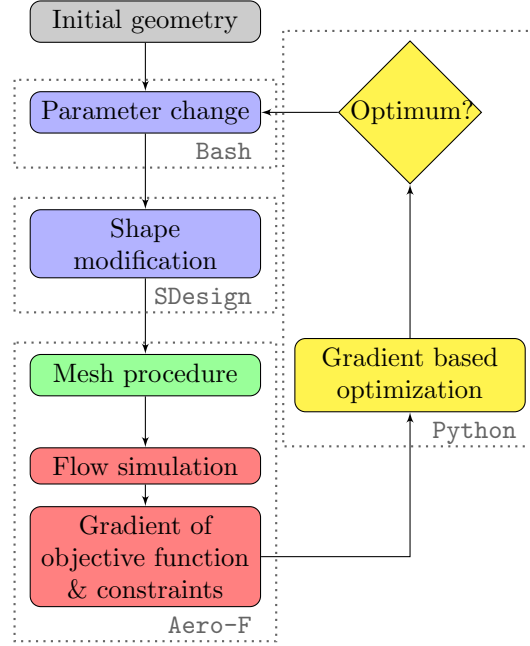 Initial geometry
Parameter change
Optimum?
Bash
Shape
modification
SDesign
Mesh procedure
Gradient based
optimization
Python
Flow simulation
Gradient of
objective function
& constraints
Aero-F